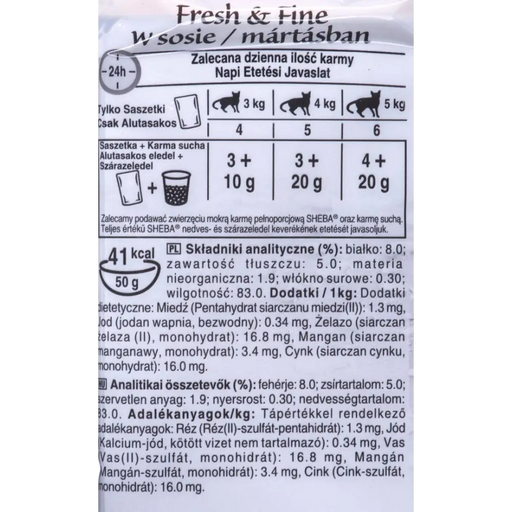 Fresh & Fine
w sosie / mártásban
24h
Zalecana dzienna ilość karmy
Napi Etetési Javaslat
Tylko Saszetki
Csak Alutasakos
3 kg
4 kg
5 kg
4
5
6
Saszetka + Karma sucha
Alutasakos eledel +
Szárazeledel
+
3 +
10 g
3 +
20 g
4 +
20 g
Zalecamy podawać zwierzęciu mokrą karmę pełnoporcjową SHEBA® oraz karmę suchą.
Teljes értékű SHEBA® nedves- és szárazeledel keverékének etetését javasoljuk.
41 kcal
50 g
PL Składniki analityczne (%): białko: 8.0;
zawartość tłuszczu: 5.0; materia
nieorganiczna: 1.9; włókno surowe: 0.30;
wilgotność: 83.0. Dodatki / 1kg: Dodatki
dietetyczne: Miedź (Pentahydrat siarczanu miedzi(II)): 1.3 mg,
Jod (jodan wapnia, bezwodny): 0.34 mg, Żelazo (siarczan
żelaza (II), monohydrat): 16.8 mg, Mangan (siarczan
manganawy, monohydrat): 3.4 mg, Cynk (siarczan cynku,
monohydrat): 16.0 mg.
HU Analitikai összetevők (%): fehérje: 8.0; zsírtartalom: 5.0;
szervetlen anyag: 1.9; nyersrost: 0.30; nedvességtartalom:
83.0. Adalékanyagok/kg: Tápértékkel rendelkező
adalékanyagok: Réz (Réz(II)-szulfát-pentahidrát): 1.3 mg, Jód
(Kalcium-jód, kötött vizet nem tartalmazó): 0.34 mg, Vas
(Vas(II)-szulfát, monohidrát): 16.8 mg, Mangán
(Mangán-szulfát, monohidrát): 3.4 mg, Cink (Cink-szulfát,
monohidrát): 16.0 mg.